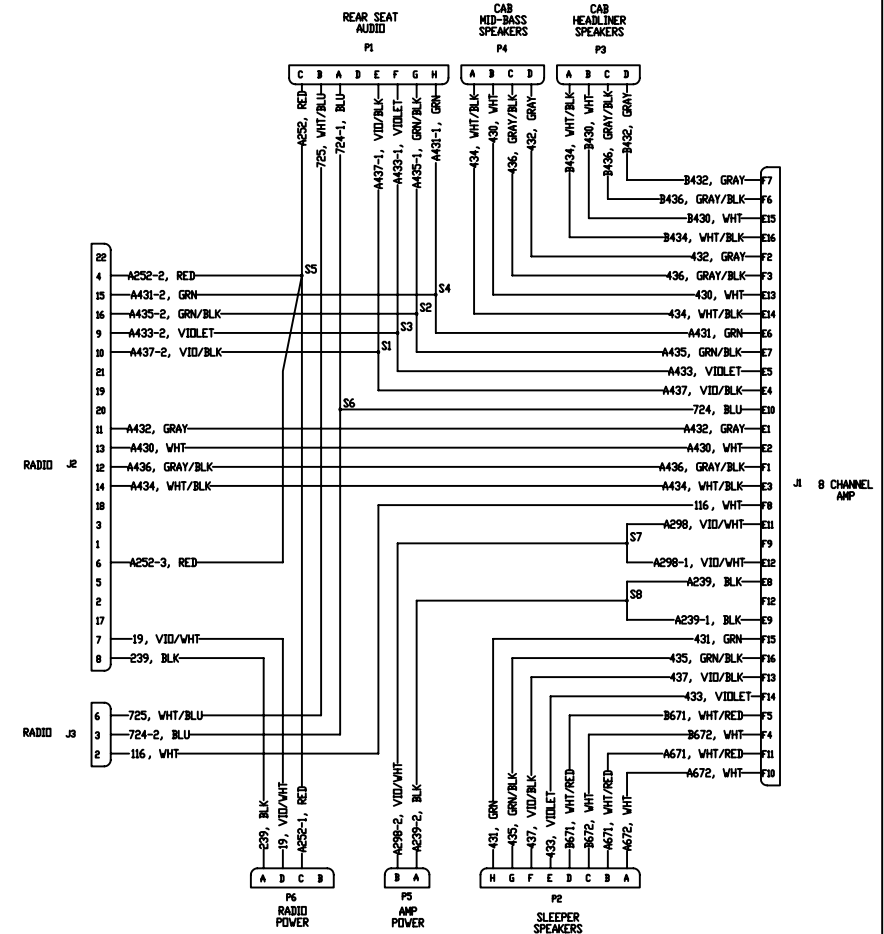 REAR SEAT
AUDIO
P1
CAB
MID-BASS
SPEAKERS
P4
CAB
HEADLINER
SPEAKERS
P3
C B A D E F G H
A B C D
A B C D
A252, RED
725, WHT/BLU
724-1, BLU
A437-1, VIO/BLK
A433-1, VIOLET
A435-1, GRN/BLK
A431-1, GRN
434, WHT/BLK
430, WHT
436, GRAY/BLK
432, GRAY
B434, WHT/BLK
B430, WHT
B436, GRAY/BLK
B432, GRAY
B432, GRAY F7
B436, GRAY/BLK F6
B430, WHT E15
B434, WHT/BLK E16
432, GRAY F2
436, GRAY/BLK F3
430, WHT E13
434, WHT/BLK E14
A431, GRN E6
A435, GRN/BLK E7
A433, VIOLET E5
A437, VIO/BLK E4
724, BLU E10
A432, GRAY E1
A430, WHT E2
A436, GRAY/BLK F1
A434, WHT/BLK E3
116, WHT F8
A298, VIO/WHT E11
F9
A298-1, VIO/WHT E12
A239, BLK E8
F12
A239-1, BLK E9
431, GRN F15
435, GRN/BLK F16
437, VIO/BLK F13
433, VIOLET F14
B671, WHT/RED F5
B672, WHT F4
A671, WHT/RED F11
A672, WHT F10
J1
8 CHANNEL
AMP
S5
S4
S2
S3
S1
S6
S7
S8
RADIO J2
22
4 A252-2, RED
15 A431-2, GRN
16 A435-2, GRN/BLK
9 A433-2, VIOLET
10 A437-2, VIO/BLK
21
19
20
11 A432, GRAY
13 A430, WHT
12 A436, GRAY/BLK
14 A434, WHT/BLK
18
3
1
6 A252-3, RED
5
2
17
7 19, VIO/WHT
8 239, BLK
RADIO J3
6 725, WHT/BLU
3 724-2, BLU
2 116, WHT
239, BLK
19, VIO/WHT
A252-1, RED
A298-2, VIO/WHT
A239-2, BLK
431, GRN
435, GRN/BLK
437, VIO/BLK
433, VIOLET
B671, WHT/RED
B672, WHT
A671, WHT/RED
A672, WHT
A D C B
P6
RADIO
POWER
B A
P5
AMP
POWER
H G F E D C B A
P2
SLEEPER
SPEAKERS